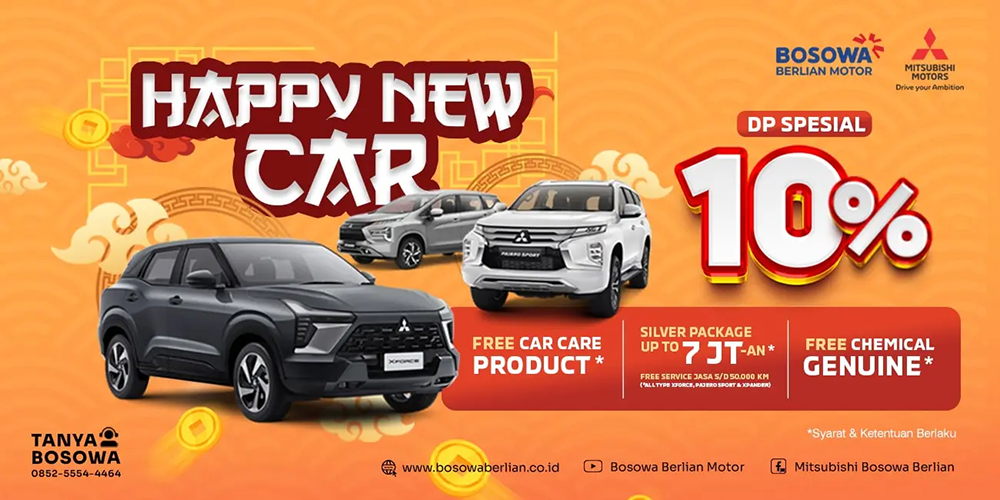 HAPPY NEW
CAR
BOSOWA
BERLIAN MOTOR
MITSUBISHI
MOTORS
Drive your Ambition
DP SPESIAL
10%
PAJERO SPORT
XFORCE
FREE CAR CARE
PRODUCT*
SILVER PACKAGE
UP TO 7 JT-AN*
FREE SERVICE JASA S/D 50.000 KM
(*ALL TYPE XFORCE, PAJERO SPORT & XPANDER)
FREE CHEMICAL
GENUINE*
*Syarat & Ketentuan Berlaku
TANYA
BOSOWA
0852-5554-4464
www.bosowaberlian.co.id
Bosowa Berlian Motor
Mitsubishi Bosowa Berlian